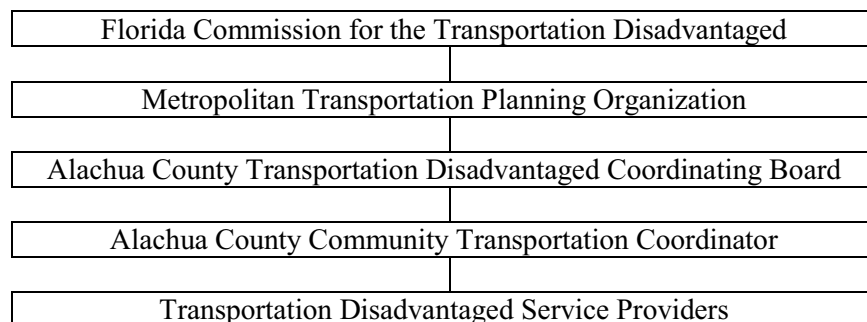 Florida Commission for the Transportation Disadvantaged
Metropolitan Transportation Planning Organization
Alachua County Transportation Disadvantaged Coordinating Board
Alachua County Community Transportation Coordinator
Transportation Disadvantaged Service Providers